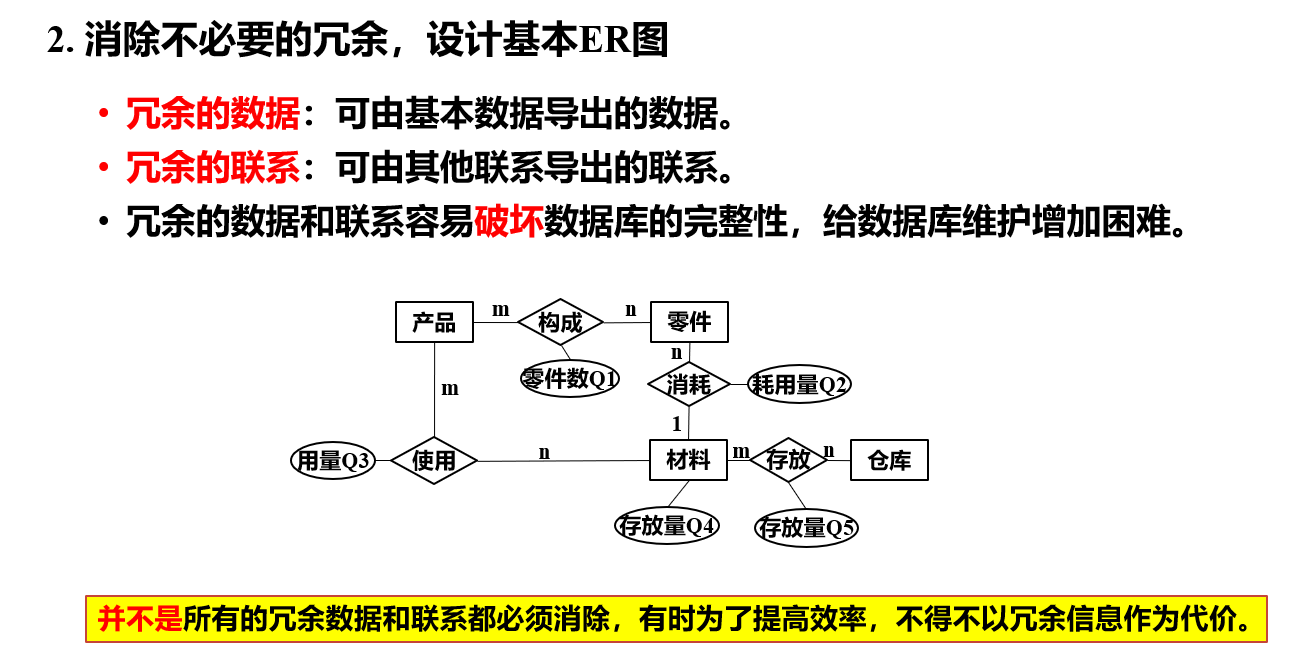 2. 消除不必要的冗余，设计基本ER图
• 冗余的数据：可由基本数据导出的数据。
• 冗余的联系：可由其他联系导出的联系。
• 冗余的数据和联系容易破坏数据库的完整性，给数据库维护增加困难。
产品 m 构成 n 零件
零件数Q1
n
消耗 耗用量Q2
m
1
用量Q3 使用 n 材料 m 存放 n 仓库
存放量Q4 存放量Q5
并不是所有的冗余数据和联系都必须消除，有时为了提高效率，不得不以冗余信息作为代价。